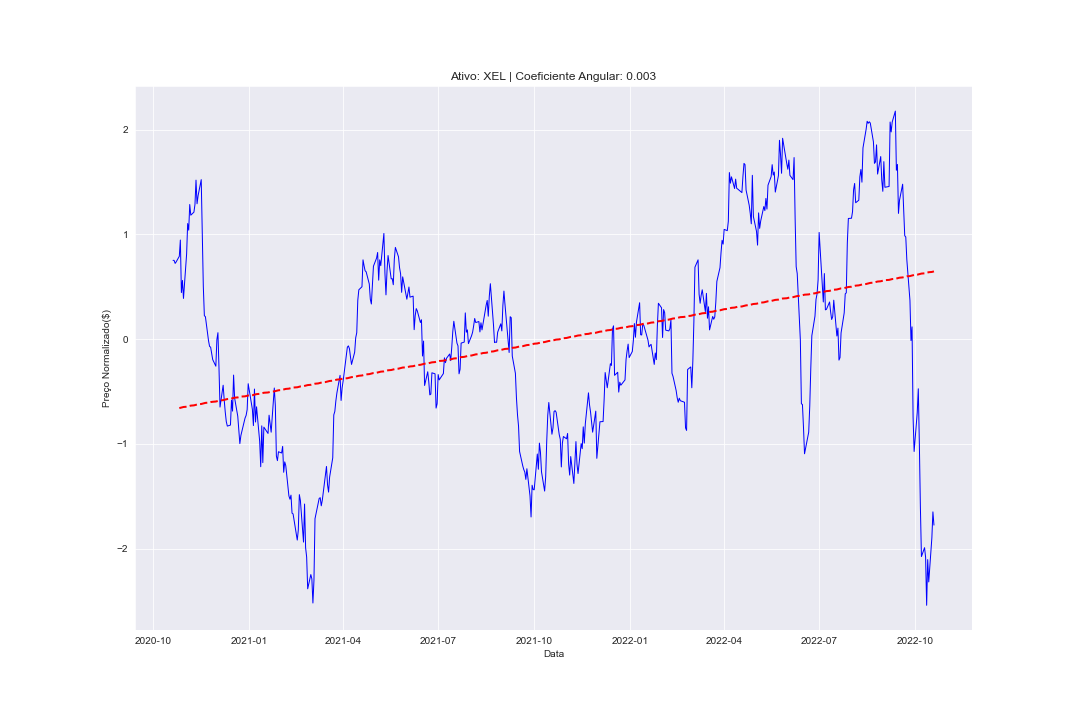 Ativo: XEL | Coeficiente Angular: 0.003
Preço Normalizado($)
2
1
0
−1
−2
2020-10 2021-01 2021-04 2021-07 2021-10 2022-01 2022-04 2022-07 2022-10
Data